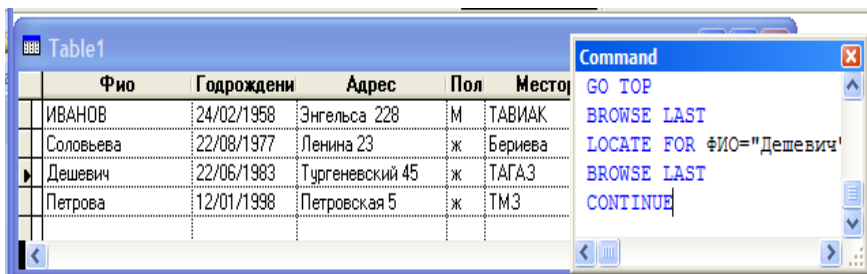 Table1
Фио Годрождени Адрес Пол Местор
ИВАНОВ 24/02/1958 Энгельса 228 М ТАВИАК
Соловьева 22/08/1977 Ленина 23 ж Бериева
Дешевич 22/06/1983 Тургеневский 45 ж ТАГАЗ
Петрова 12/01/1998 Петровская 5 ж ТМЗ
Command
GO TOP
BROWSE LAST
LOCATE FOR ФИО="Дешевич"
BROWSE LAST
CONTINUE